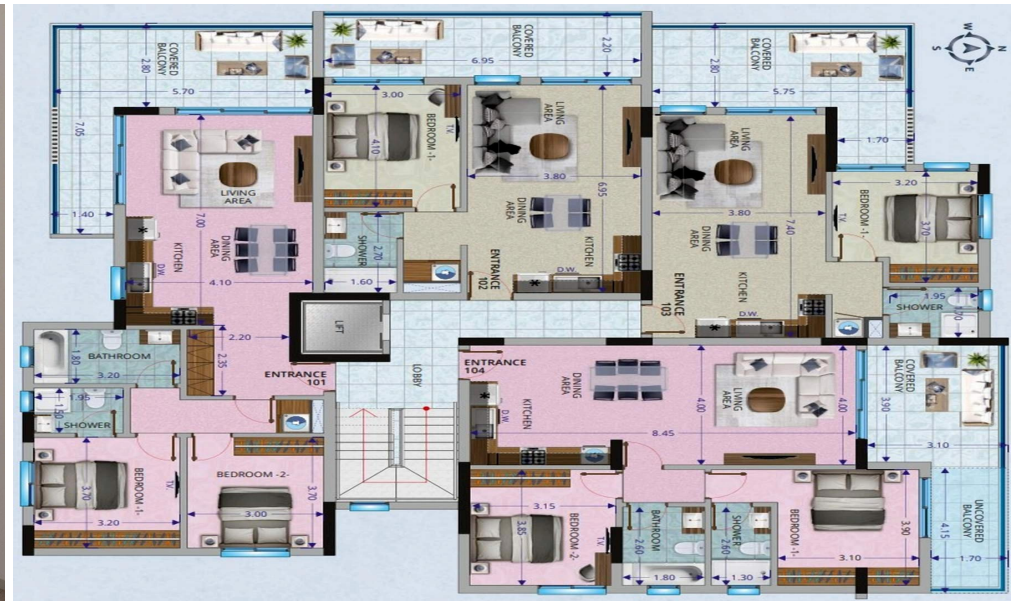 COVERED
BALCONY
2.80
5.70
7.05
1.40
COVERED
BALCONY
2.20
6.95
COVERED
BALCONY
2.80
5.75
1.70
W
N
S
E
LIVING
AREA
7.00
DINING
AREA
KITCHEN
D.W.
4.10
2.20
2.35
ENTRANCE
101
BATHROOM
1.80
3.20
1.95
1.50
SHOWER
BEDROOM -1-
T.V.
3.70
3.20
BEDROOM -2-
3.70
3.00
3.00
BEDROOM -1-
T.V.
4.10
SHOWER
2.70
1.60
LIVING
AREA
3.80
6.95
DINING
AREA
KITCHEN
D.W.
ENTRANCE
102
LIFT
LOBBY
LIVING
AREA
3.80
7.40
DINING
AREA
KITCHEN
D.W.
ENTRANCE
103
3.20
BEDROOM -1-
T.V.
3.70
1.95
SHOWER
1.70
ENTRANCE
104
D.W.
KITCHEN
DINING
AREA
LIVING
AREA
4.00
4.00
8.45
COVERED
BALCONY
3.90
3.10
UNCOVERED
BALCONY
4.15
1.70
3.15
BEDROOM -2-
T.V.
3.85
BATHROOM
2.60
1.80
SHOWER
2.60
1.30
BEDROOM -1-
3.90
3.10